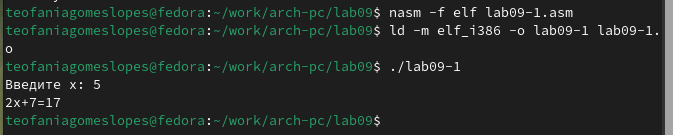 teofaniagomeslopes@fedora:~/work/arch-pc/lab09$ nasm -f elf lab09-1.asm
teofaniagomeslopes@fedora:~/work/arch-pc/lab09$ ld -m elf_i386 -o lab09-1 lab09-1.
o
teofaniagomeslopes@fedora:~/work/arch-pc/lab09$ ./lab09-1
Введите x: 5
2x+7=17
teofaniagomeslopes@fedora:~/work/arch-pc/lab09$